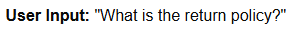 User Input: "What is the return policy?"